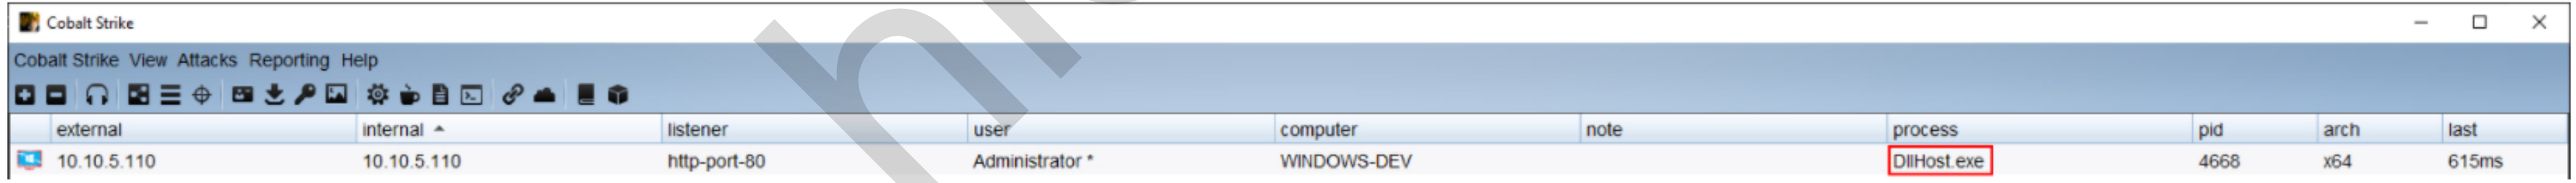 Cobalt Strike
Cobalt Strike View Attacks Reporting Help
external internal listener user computer note process pid arch last
10.10.5.110 10.10.5.110 http-port-80 Administrator * WINDOWS-DEV DllHost.exe 4668 x64 615ms